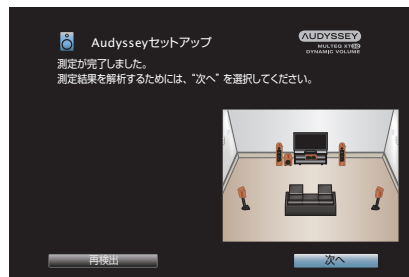 Audysseyセットアップ
AUDYSSEY
MULTEQ XT32
DYNAMIC VOLUME
測定が完了しました。
測定結果を解析するためには、“次へ” を選択してください。
再検出
次へ